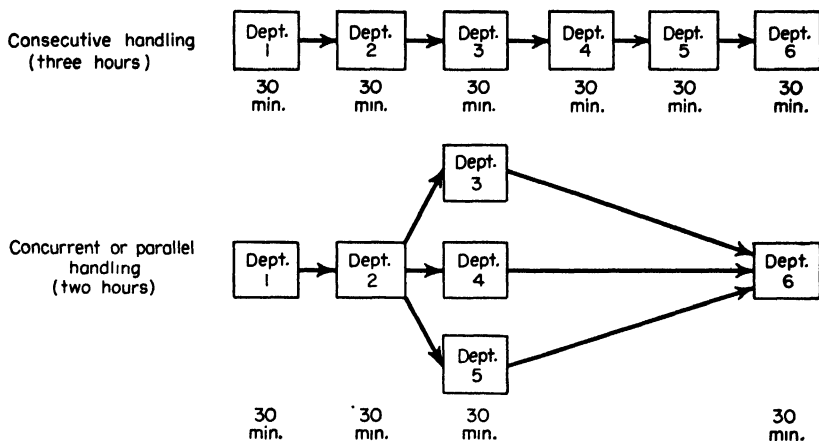 Consecutive handling
(three hours)
Dept.
1
Dept.
2
Dept.
3
Dept.
4
Dept.
5
Dept.
6
30
min.
30
min.
30
min.
30
min.
30
min.
30
min.
Concurrent or parallel
handling
(two hours)
Dept.
1
Dept.
2
Dept.
3
Dept.
4
Dept.
5
Dept.
6
30
min.
30
min.
30
min.
30
min.